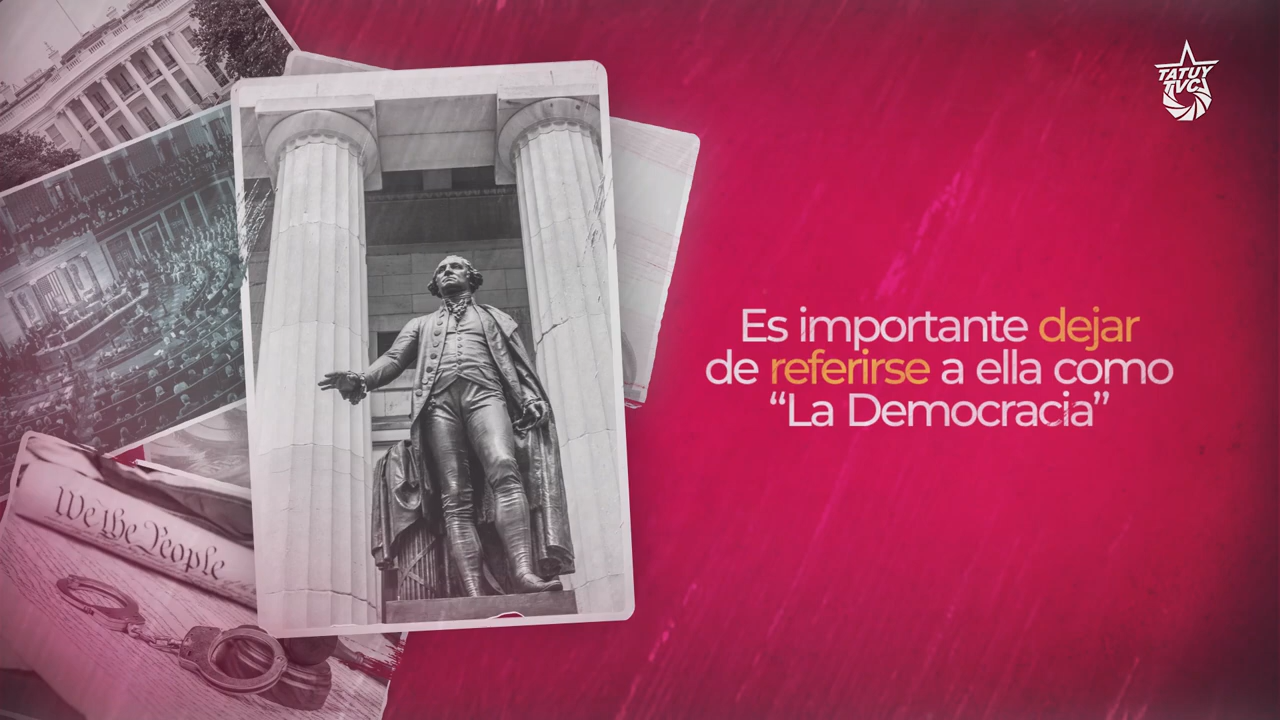 TATUY
TVC
Es importante dejar
de referirse a ella como
“La Democracia”
We the People